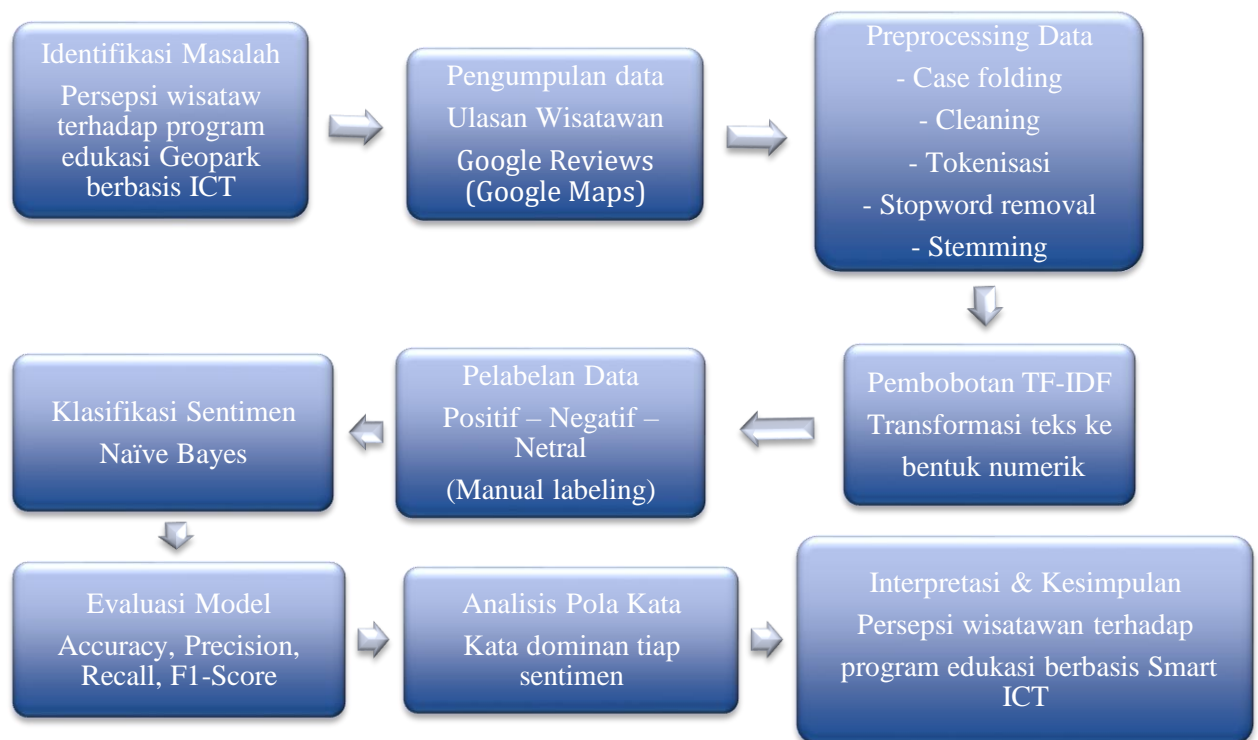 Identifikasi Masalah
Persepsi wisataw
terhadap program
edukasi Geopark
berbasis ICT
Pengumpulan data
Ulasan Wisatawan
Google Reviews
(Google Maps)
Preprocessing Data
- Case folding
- Cleaning
- Tokenisasi
- Stopword removal
- Stemming
Pembobotan TF-IDF
Transformasi teks ke
bentuk numerik
Pelabelan Data
Positif – Negatif –
Netral
(Manual labeling)
Klasifikasi Sentimen
Naïve Bayes
Evaluasi Model
Accuracy, Precision,
Recall, F1-Score
Analisis Pola Kata
Kata dominan tiap
sentimen
Interpretasi & Kesimpulan
Persepsi wisatawan terhadap
program edukasi berbasis Smart
ICT